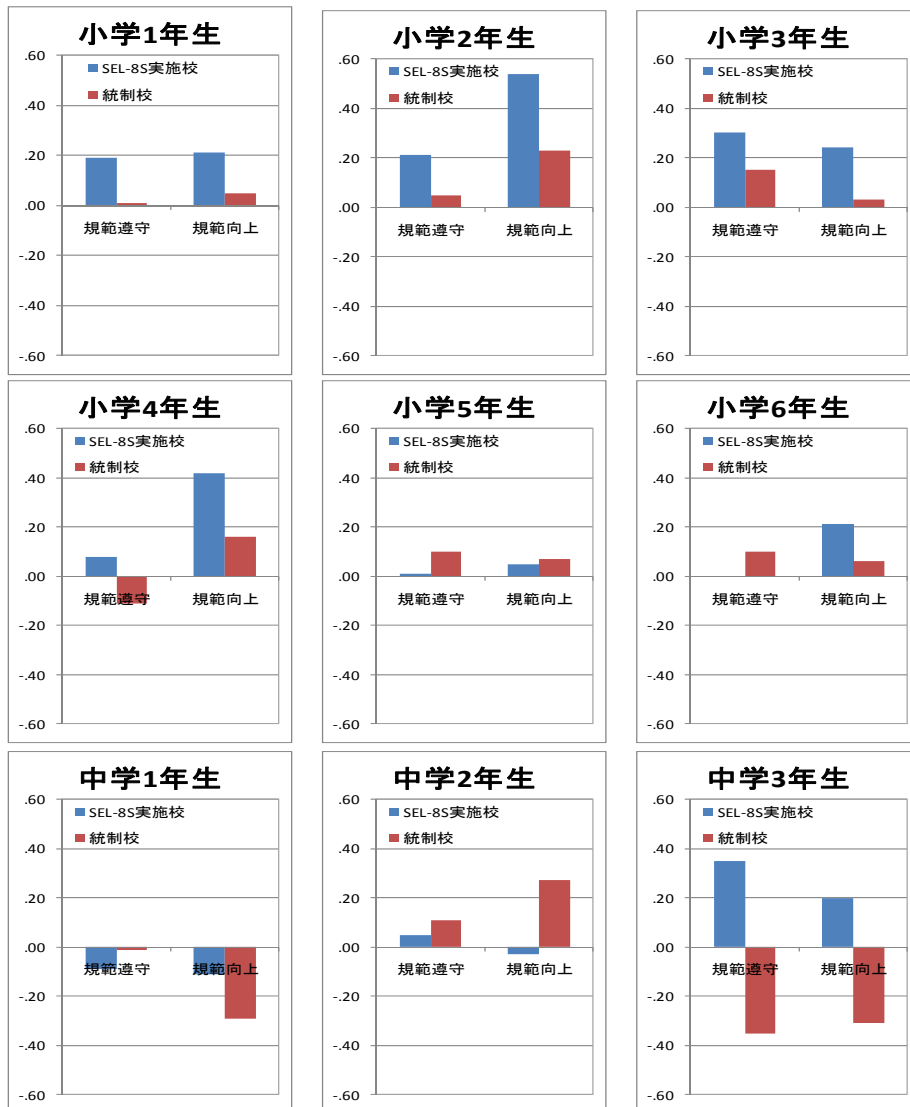 小学1年生
.60
SEL-8S実施校
.40
統制校
.20
.00
規範遵守 規範向上
-.20
-.40
-.60
小学2年生
.60
SEL-8S実施校
.40
統制校
.20
.00
規範遵守 規範向上
-.20
-.40
-.60
小学3年生
.60
SEL-8S実施校
.40
統制校
.20
.00
規範遵守 規範向上
-.20
-.40
-.60
小学4年生
.60
SEL-8S実施校
統制校
.40
.20
.00
規範遵守 規範向上
-.20
-.40
-.60
小学5年生
.60
SEL-8S実施校
統制校
.40
.20
.00
規範遵守 規範向上
-.20
-.40
-.60
小学6年生
.60
SEL-8S実施校
統制校
.40
.20
.00
規範遵守 規範向上
-.20
-.40
-.60
中学1年生
.60
SEL-8S実施校
統制校
.40
.20
.00
規範遵守 規範向上
-.20
-.40
-.60
中学2年生
.60
SEL-8S実施校
統制校
.40
.20
.00
規範遵守 規範向上
-.20
-.40
-.60
中学3年生
.60
SEL-8S実施校
統制校
.40
.20
.00
規範遵守 規範向上
-.20
-.40
-.60